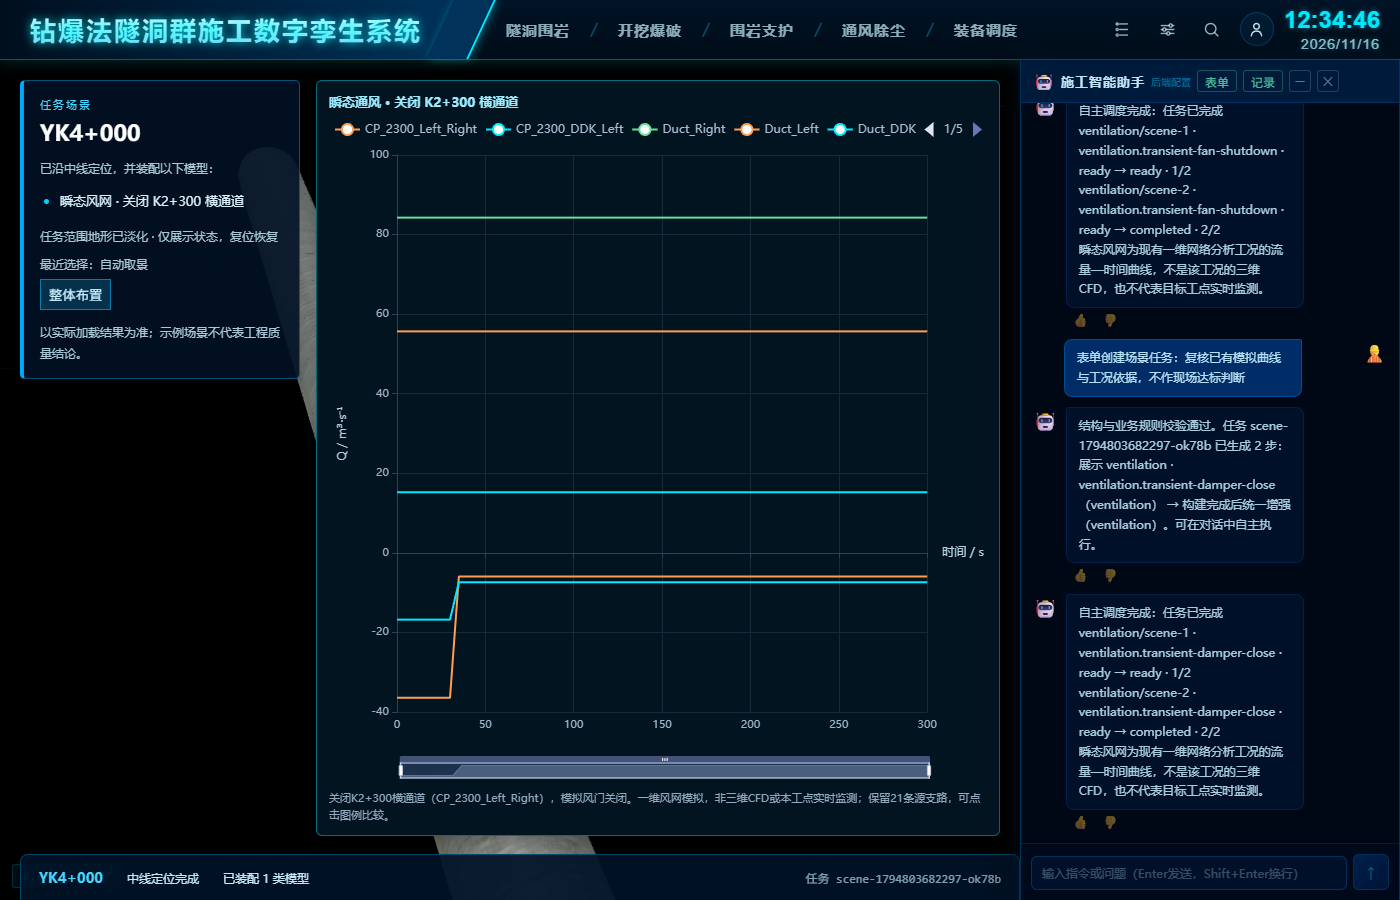 钻爆法隧洞群施工数字孪生系统
隧洞围岩 / 开挖爆破 / 围岩支护 / 通风除尘 / 装备调度
12:34:46
2026/11/16
任务场景
YK4+000
已沿中线定位，并装配以下模型：
• 瞬态风网 · 关闭 K2+300 横通道
任务范围地形已淡化 · 仅展示状态，复位恢复
最近选择：自动取景
整体布置
以实际加载结果为准；示例场景不代表工程质
量结论。
瞬态通风 • 关闭 K2+300 横通道
CP_2300_Left_Right CP_2300_DDK_Left Duct_Right Duct_Left Duct_DDK 1/5
100
80
60
40
20
0
-20
-40
Q / m³·s⁻¹
时间 / s
0 50 100 150 200 250 300
关闭K2+300横通道（CP_2300_Left_Right），模拟风门关闭。一维风网模拟，非三维CFD或本工点实时监测；保留21条源支路，可点
击图例比较。
YK4+000 中线定位完成 已装配 1 类模型
任务 scene-1794803682297-ok78b
施工智能助手 后端配置 表单 记录
自主调度完成：任务已完成
ventilation/scene-1 ·
ventilation.transient-fan-shutdown ·
ready → ready · 1/2
ventilation/scene-2 ·
ventilation.transient-fan-shutdown ·
ready → completed · 2/2
瞬态风网为现有一维网络分析工况的流
量—时间曲线，不是该工况的三维
CFD，也不代表目标工点实时监测。
表单创建场景任务：复核已有模拟曲线
与工况依据，不作现场达标判断
结构与业务规则校验通过。任务 scene-
1794803682297-ok78b 已生成 2 步：
展示 ventilation ·
ventilation.transient-damper-close
（ventilation） → 构建完成后统一增强
（ventilation）。可在对话中自主执
行。
自主调度完成：任务已完成
ventilation/scene-1 ·
ventilation.transient-damper-close ·
ready → ready · 1/2
ventilation/scene-2 ·
ventilation.transient-damper-close ·
ready → completed · 2/2
瞬态风网为现有一维网络分析工况的流
量—时间曲线，不是该工况的三维
CFD，也不代表目标工点实时监测。
输入指令或问题（Enter发送，Shift+Enter换行）